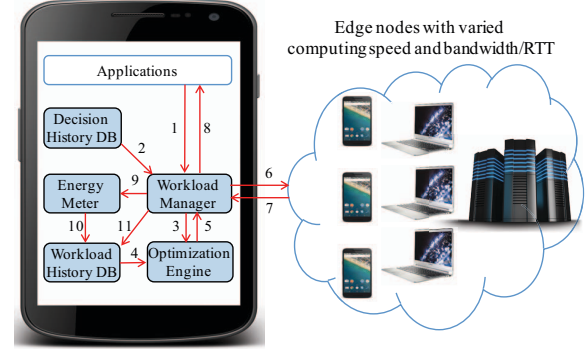 Edge nodes with varied
computing speed and bandwidth/RTT
Applications
Decision
History DB
2
1
8
Energy
Meter
9
Workload
Manager
6
7
10
11
3
5
Workload
History DB
4
Optimization
Engine